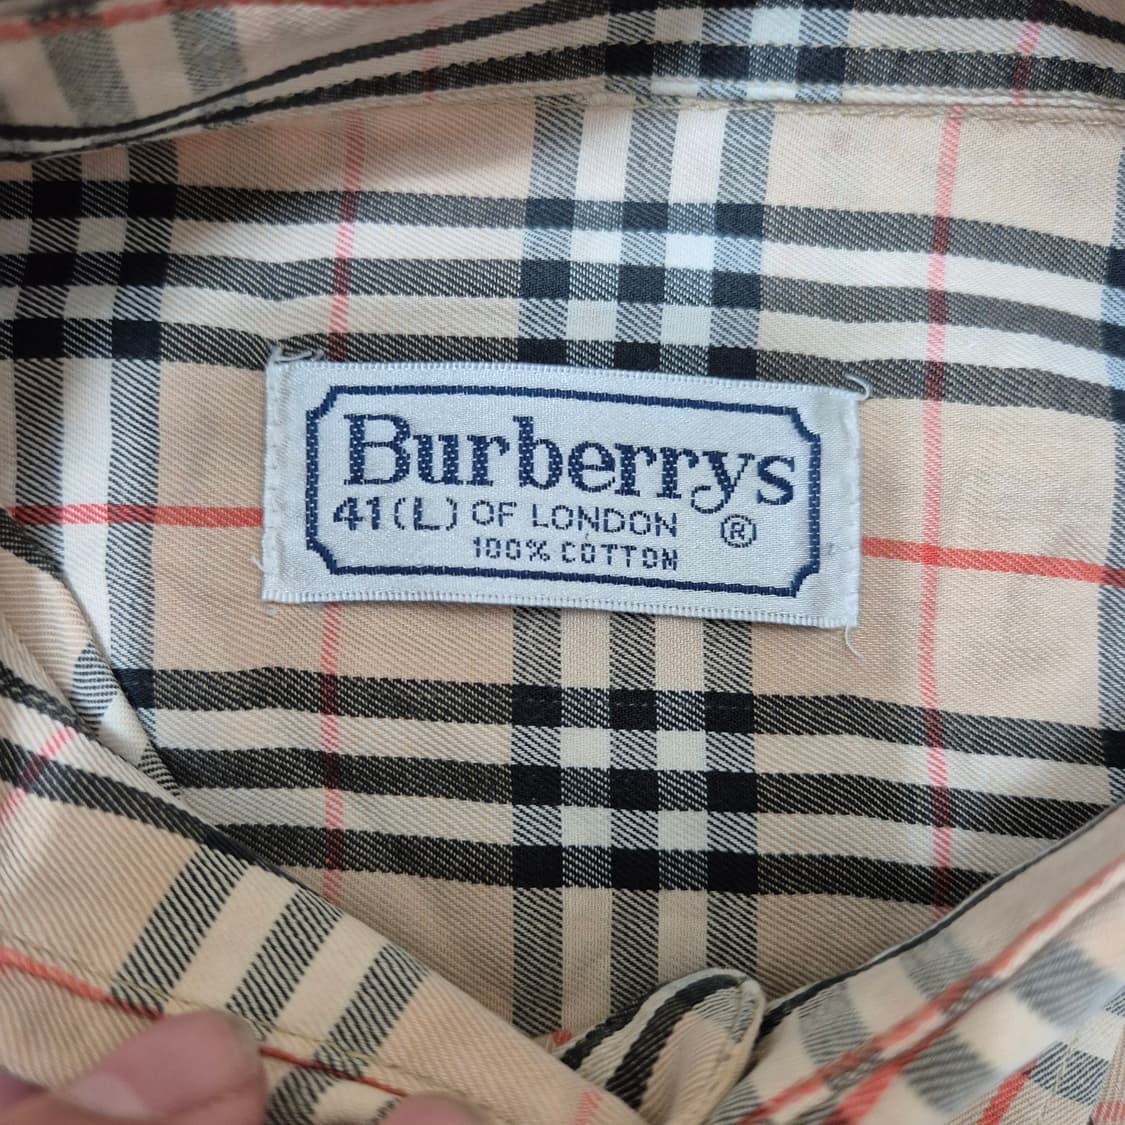 Burberrys
41(L) OF LONDON ®
100% COTTON